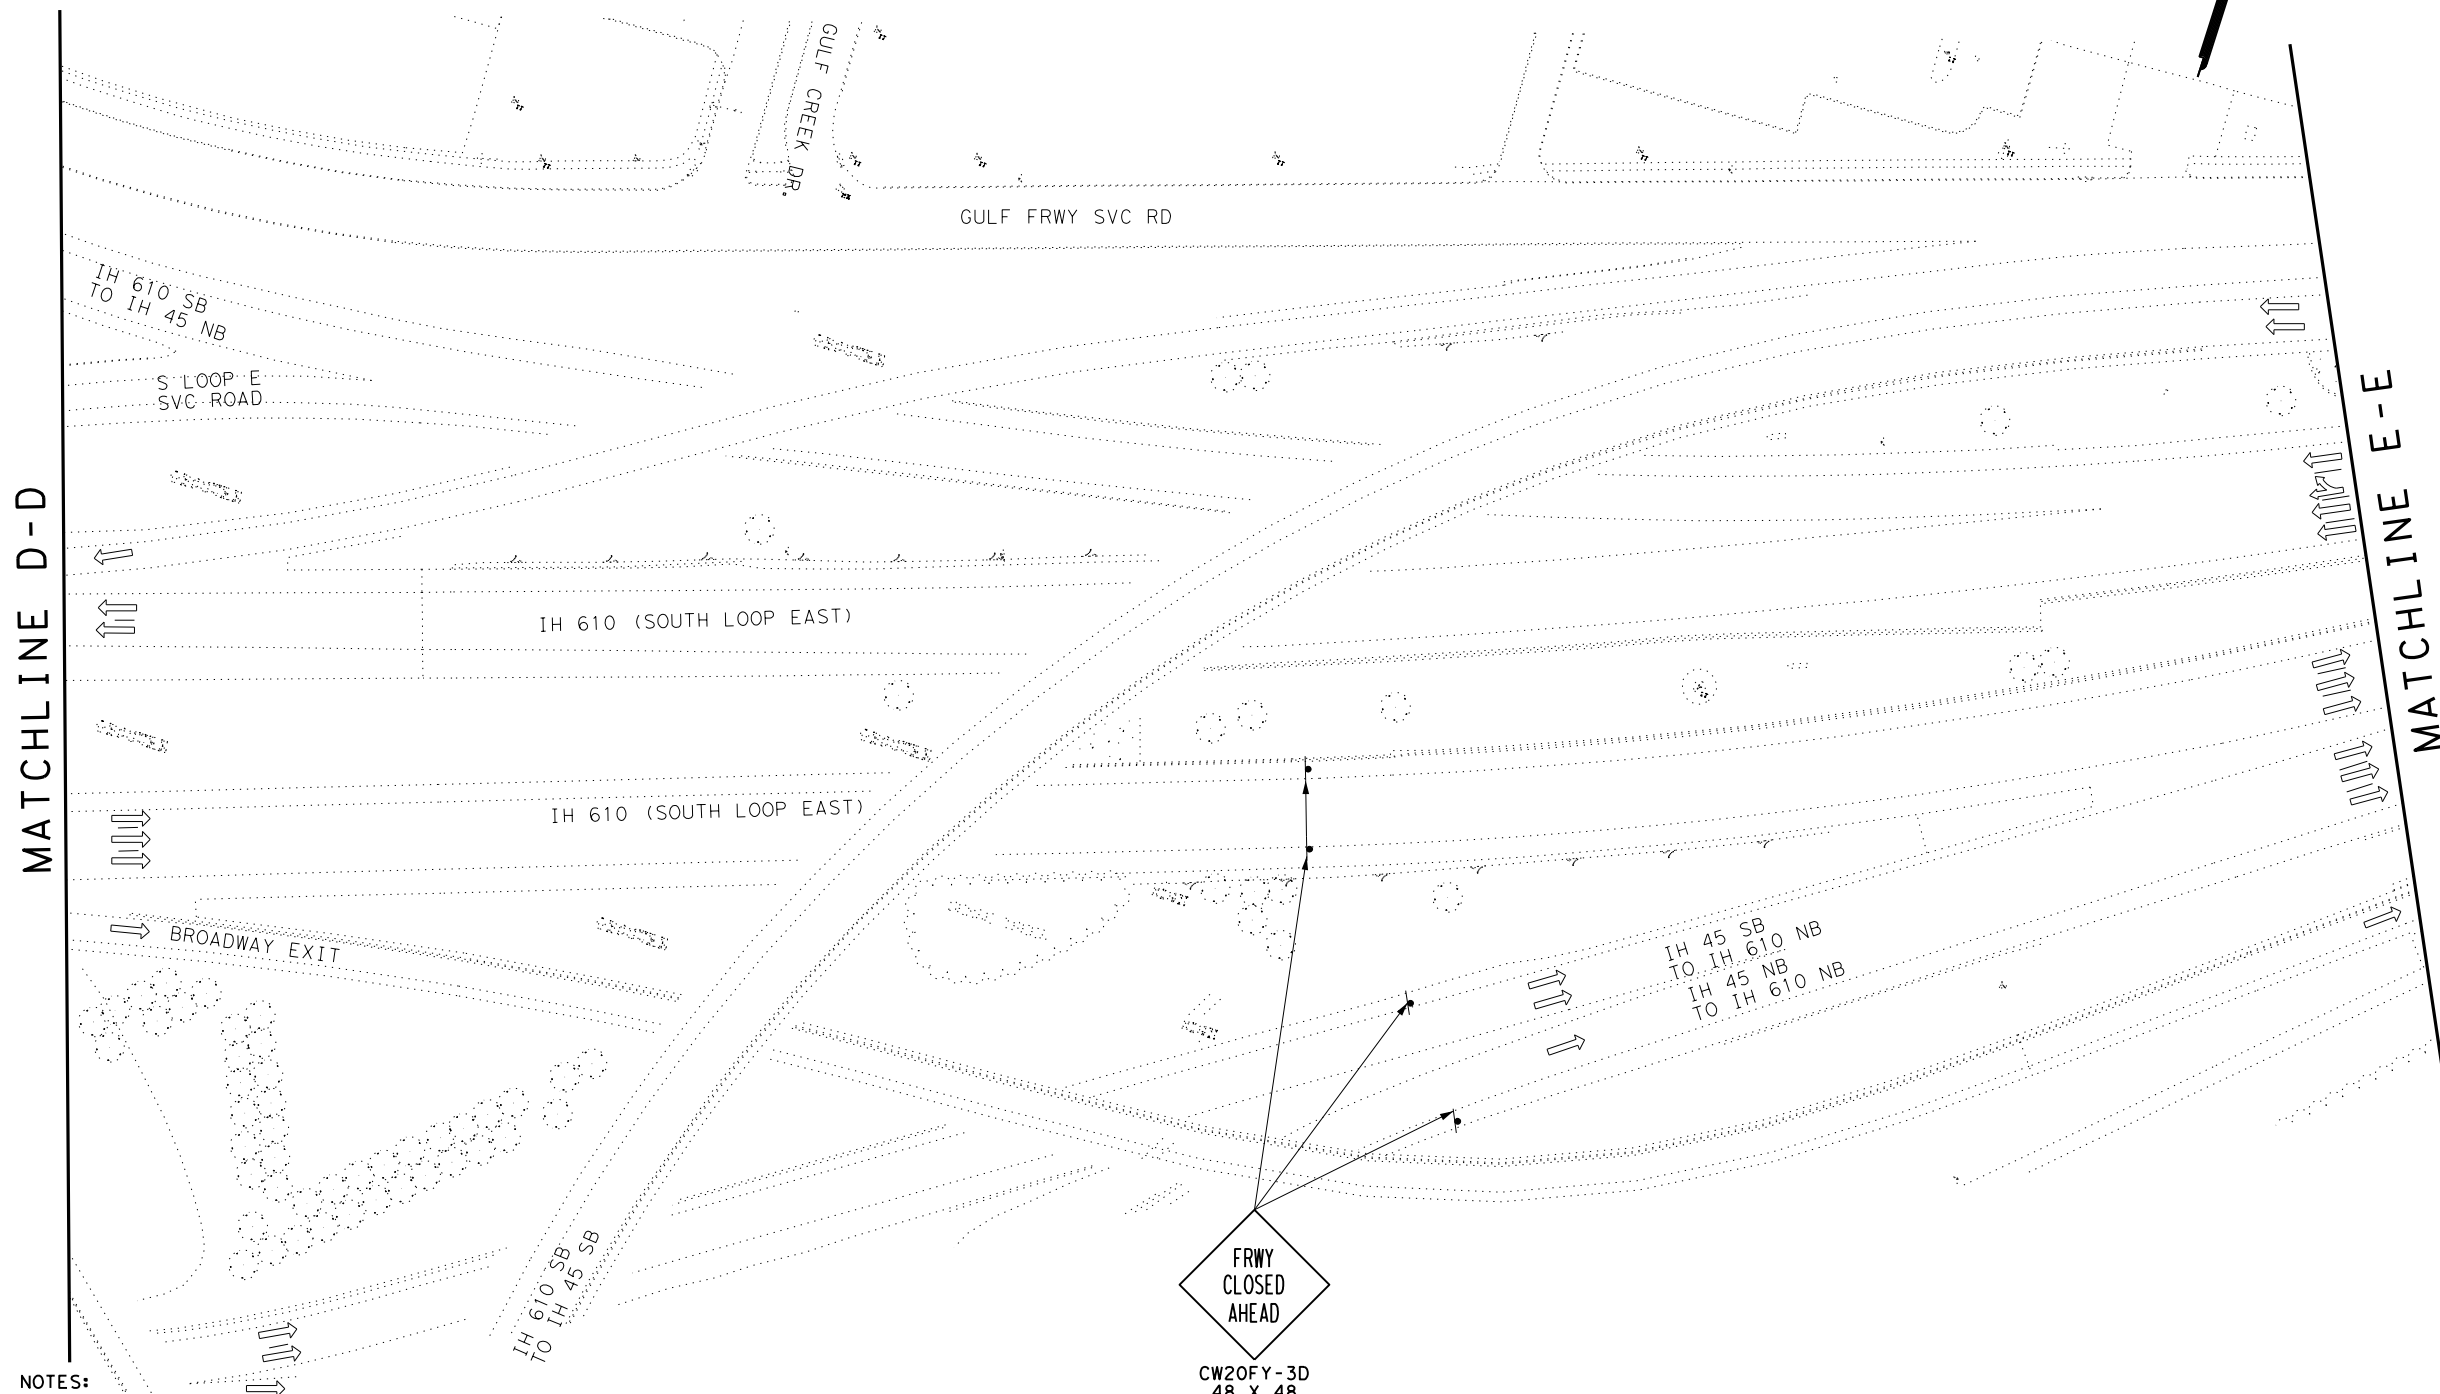 GULF CREEK DR
GULF FRWY SVC RD
IH 610 SB
TO IH 45 NB
S LOOP E
SVC ROAD
MATCHLINE D-D
MATCHLINE E-E
IH 610 (SOUTH LOOP EAST)
IH 610 (SOUTH LOOP EAST)
BROADWAY EXIT
IH 45 SB
TO IH 610 NB
IH 45 NB
TO IH 610 NB
IH 610 SB
TO IH 45 SB
FRWY
CLOSED
AHEAD
CW20FY-3D
48 X 48
NOTES: